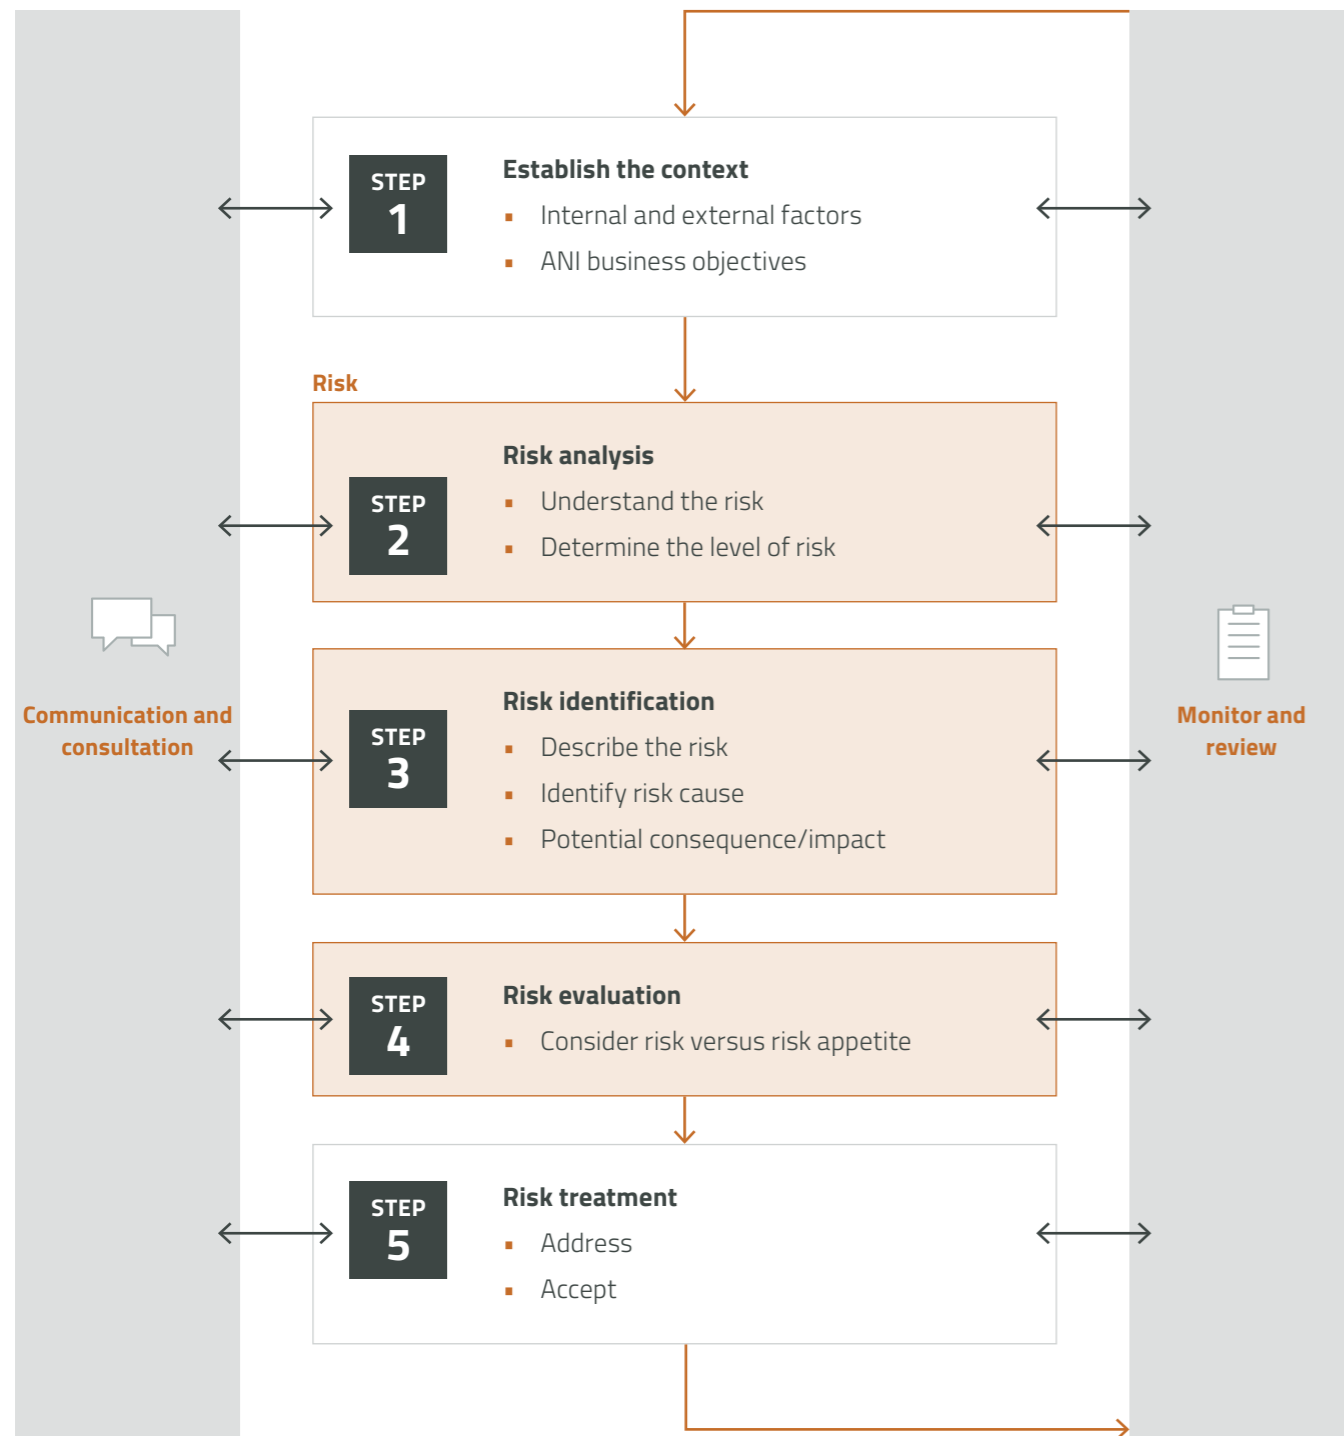 STEP
1
Establish the context
▪ Internal and external factors
▪ ANI business objectives
Risk
STEP
2
Risk analysis
▪ Understand the risk
▪ Determine the level of risk
Communication and
consultation
STEP
3
Risk identification
▪ Describe the risk
▪ Identify risk cause
▪ Potential consequence/impact
Monitor and
review
STEP
4
Risk evaluation
▪ Consider risk versus risk appetite
STEP
5
Risk treatment
▪ Address
▪ Accept